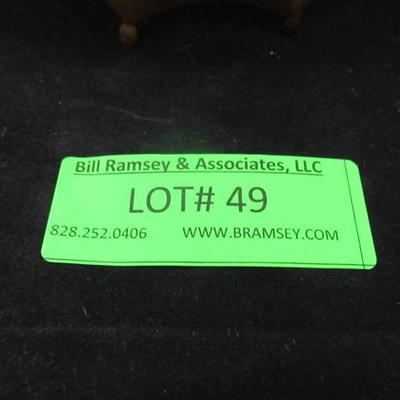 Bill Ramsey & Associates, LLC
LOT# 49
828.252.0406 WWW.BRAMSEY.COM